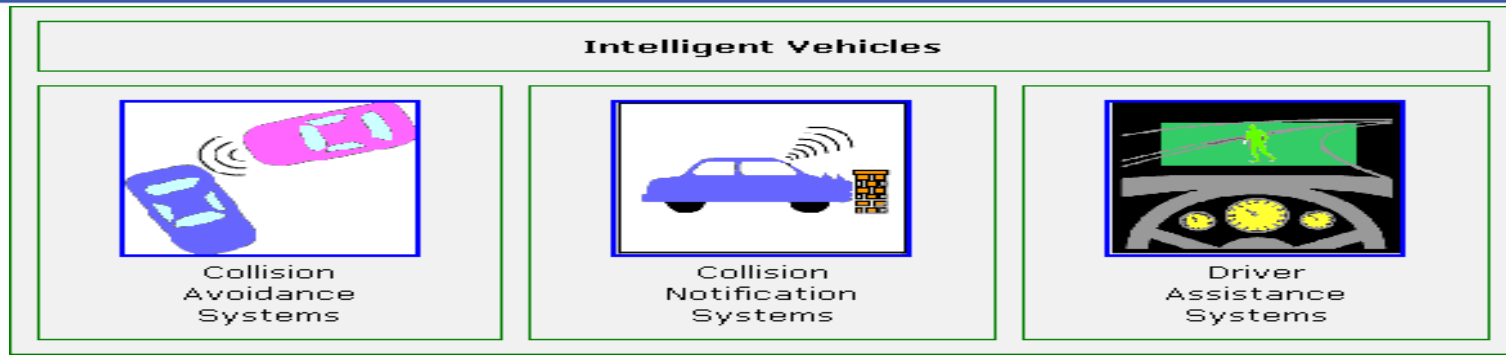 Intelligent Vehicles
Collision
Avoidance
Systems
Collision
Notification
Systems
Driver
Assistance
Systems